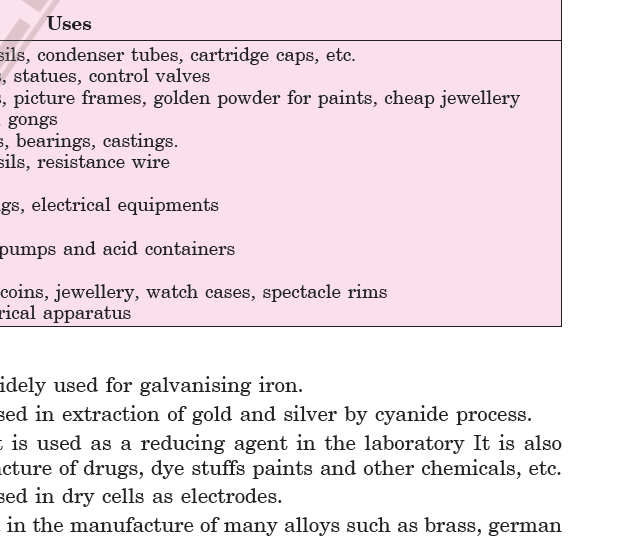 Uses
sils, condenser tubes, cartridge caps, etc.
s, statues, control valves
s, picture frames, golden powder for paints, cheap jewellery
gongs
s, bearings, castings.
sils, resistance wire
gs, electrical equipments
pumps and acid containers
coins, jewellery, watch cases, spectacle rims
rical apparatus
idely used for galvanising iron.
sed in extraction of gold and silver by cyanide process.
t is used as a reducing agent in the laboratory It is also
cture of drugs, dye stuffs paints and other chemicals, etc.
sed in dry cells as electrodes.
in the manufacture of many alloys such as brass, german